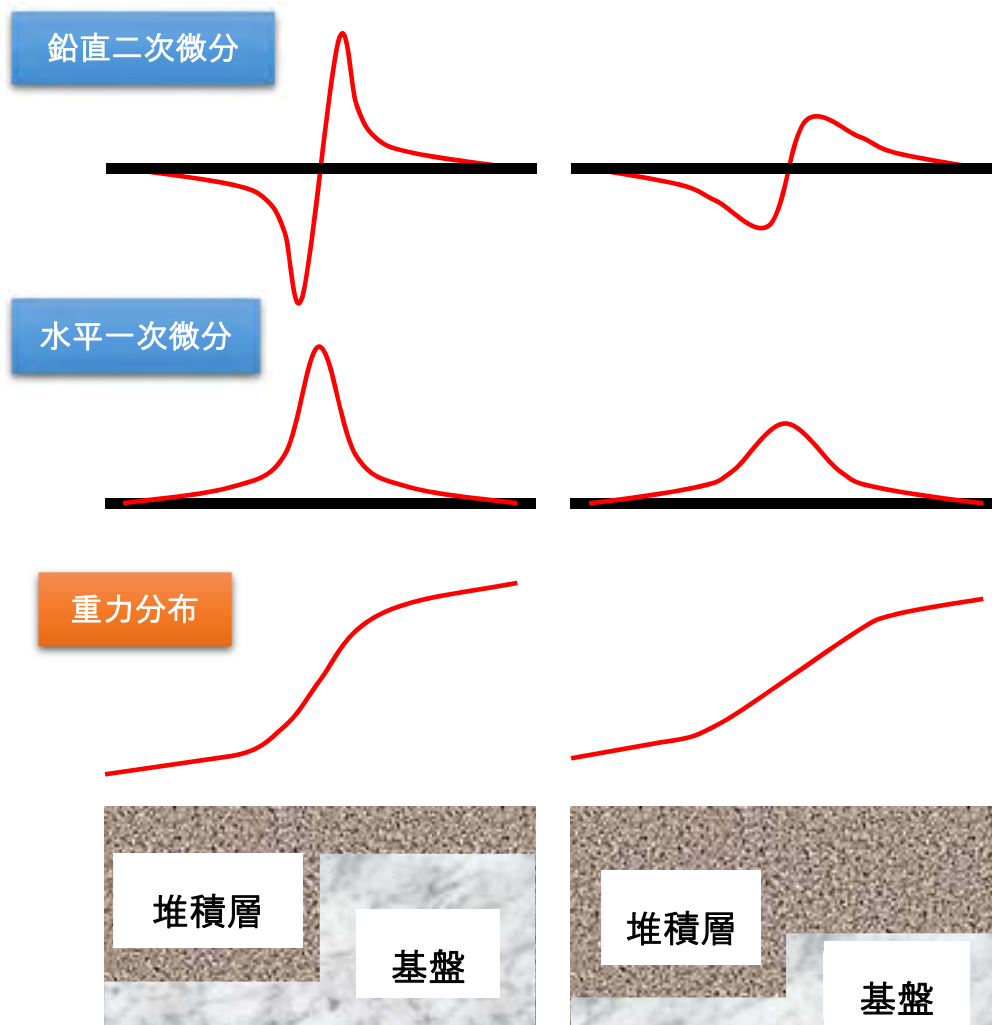 鉛直二次微分
水平一次微分
重力分布
堆積層
基盤
堆積層
基盤